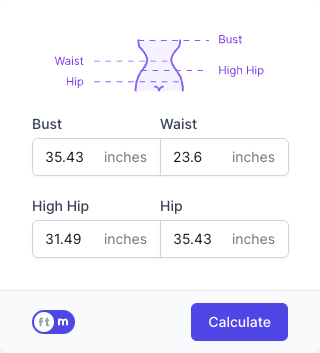 Bust
Waist
High Hip
Hip
Bust Waist
35.43 inches 23.6 inches
High Hip Hip
31.49 inches 35.43 inches
ft m Calculate